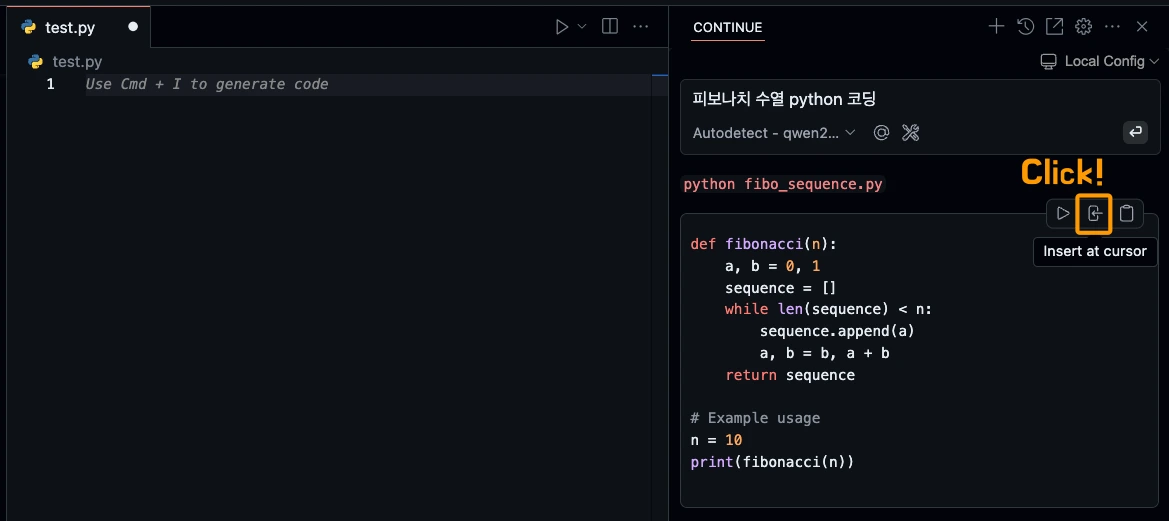 test.py
test.py
1 Use Cmd + I to generate code
CONTINUE
Local Config
피보나치 수열 python 코딩
Autodetect - qwen2...
Click!
python fibo_sequence.py
Insert at cursor
def fibonacci(n):
    a, b = 0, 1
    sequence = []
    while len(sequence) < n:
        sequence.append(a)
        a, b = b, a + b
    return sequence
# Example usage
n = 10
print(fibonacci(n))